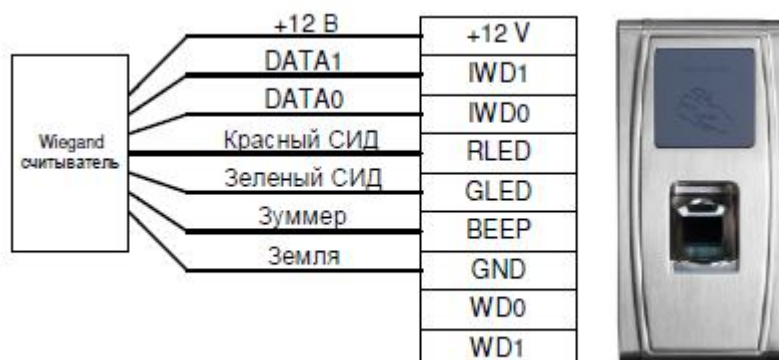 +12 В
+12 V
DATA1
IWD1
DATA0
IWD0
Wiegand
считыватель
Красный СИД
RLED
Зеленый СИД
GLED
Зуммер
BEEP
Земля
GND
WD0
WD1